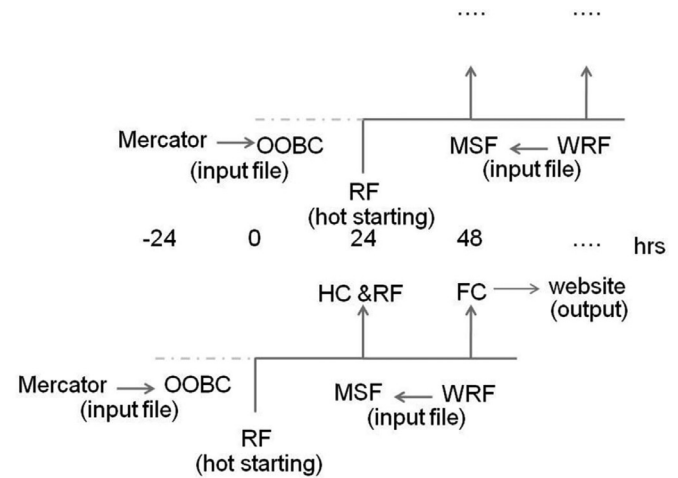 .... ....
Mercator OOBC MSF WRF
(input file) (input file)
RF
(hot starting)
-24 0 24 48 .... hrs
HC &RF FC website
(output)
Mercator OOBC MSF WRF
(input file) (input file)
RF
(hot starting)